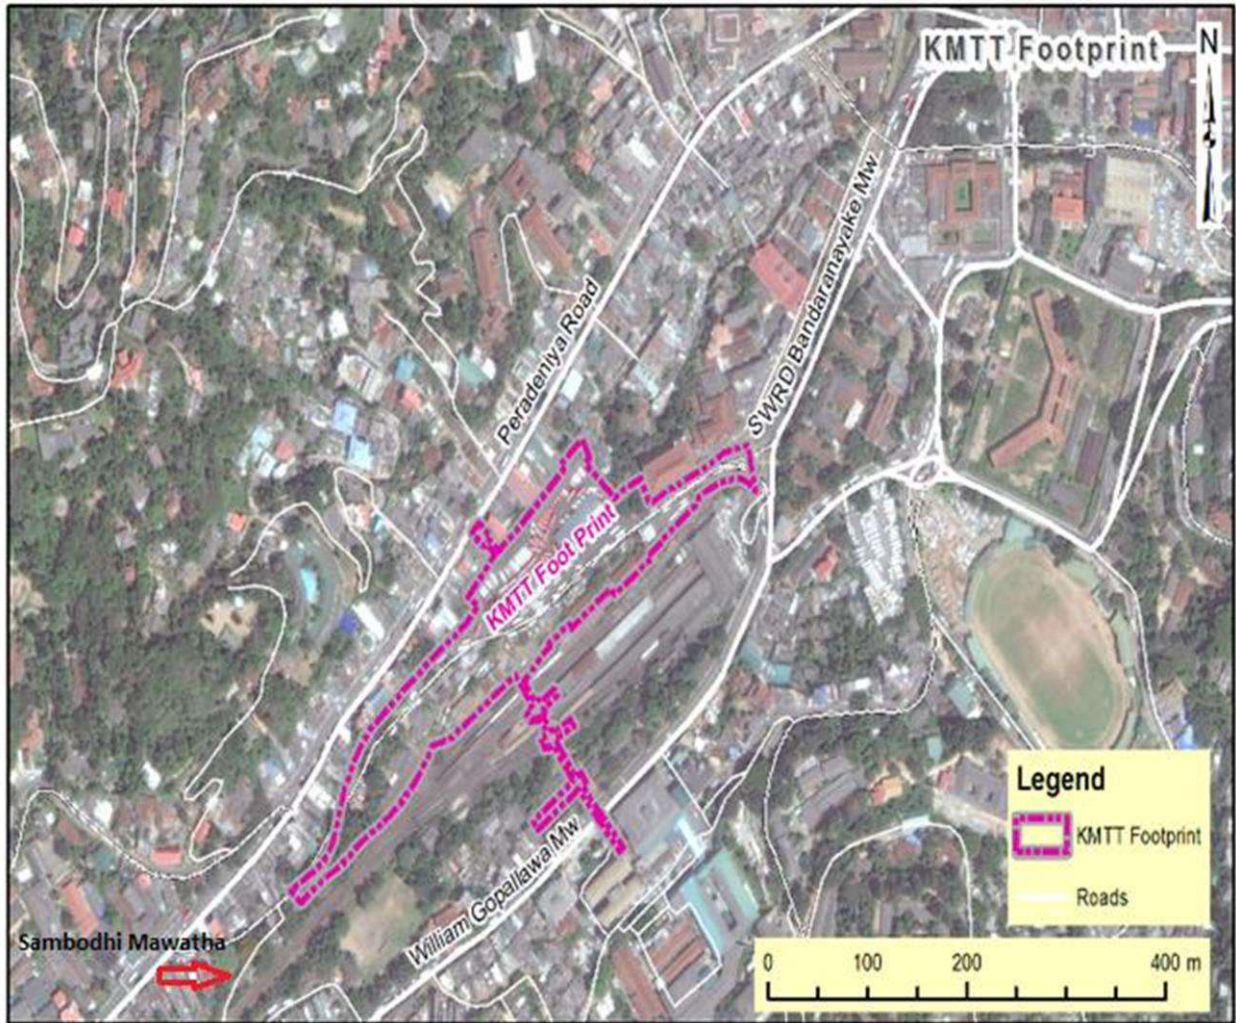 KMTT Footprint
N
SWRD Bandaranayake Mw
Peradeniya Road
KMTT Foot Print
William Gopallawa Mw
Sambodhi Mawatha
Legend
KMTT Footprint
Roads
0 100 200 400 m